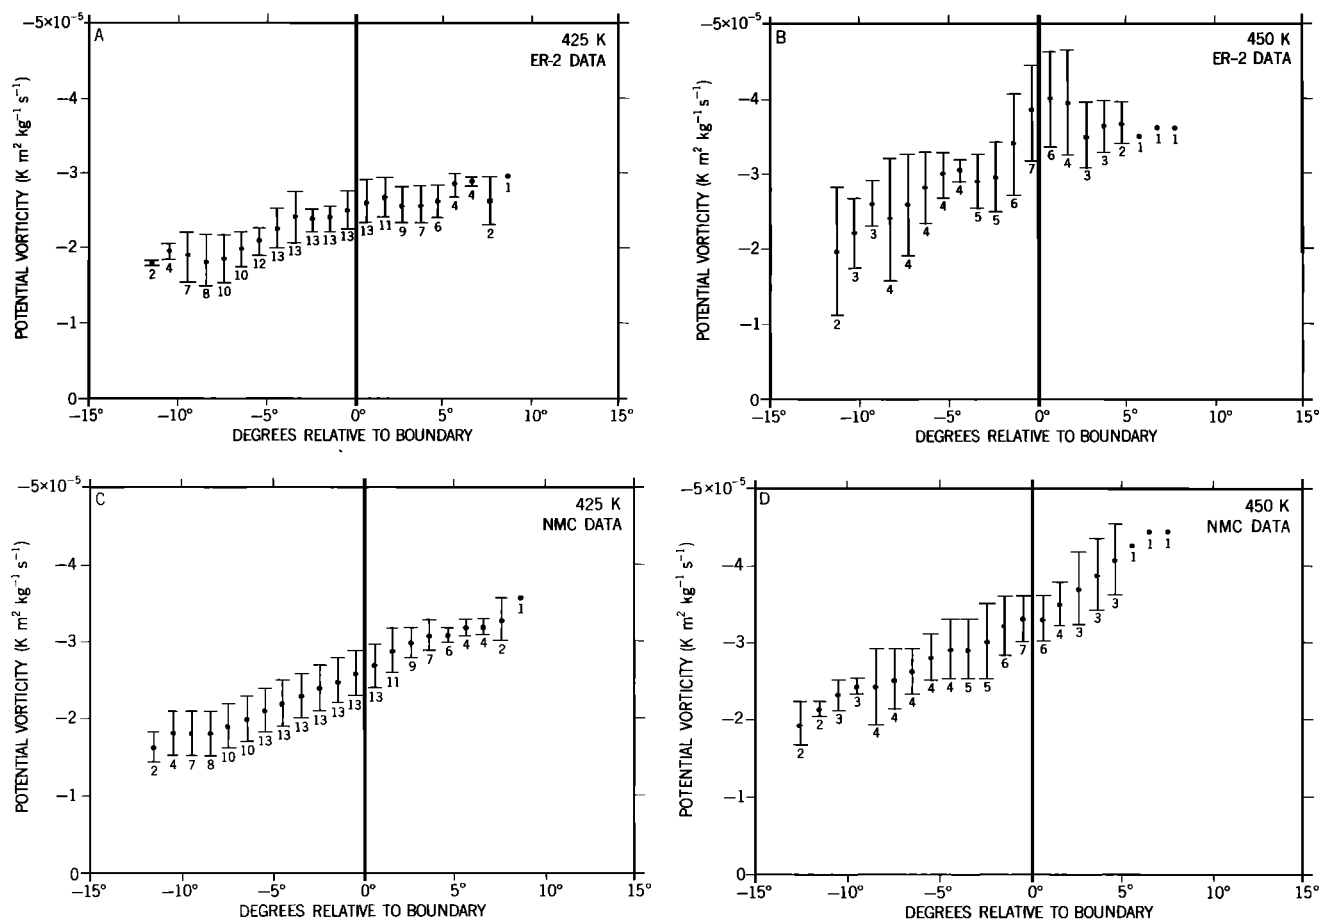 A
425 K
ER-2 DATA
POTENTIAL VORTICITY (K m² kg⁻¹ s⁻¹)
−5×10⁻⁵
−4
−3
−2
−1
0
2 4 7 8 10 10 12 13 13 13 13 13 13 11 9 7 6 4 4 2 1
−15° −10° −5° 0° 5° 10° 15°
DEGREES RELATIVE TO BOUNDARY
B
450 K
ER-2 DATA
POTENTIAL VORTICITY (K m² kg⁻¹ s⁻¹)
−5×10⁻⁵
−4
−3
−2
−1
0
2 3 3 4 4 4 4 4 5 5 6 7 6 4 3 3 2 1 1 1
−15° −10° −5° 0° 5° 10° 15°
DEGREES RELATIVE TO BOUNDARY
C
425 K
NMC DATA
POTENTIAL VORTICITY (K m² kg⁻¹ s⁻¹)
−5×10⁻⁵
−4
−3
−2
−1
0
2 4 7 8 10 10 13 13 13 13 13 13 13 11 9 7 6 4 4 2 1
−15° −10° −5° 0° 5° 10° 15°
DEGREES RELATIVE TO BOUNDARY
D
450 K
NMC DATA
POTENTIAL VORTICITY (K m² kg⁻¹ s⁻¹)
−5×10⁻⁵
−4
−3
−2
−1
0
2 2 3 3 4 4 4 4 4 5 5 6 7 6 4 3 3 3 1 1 1
−15° −10° −5° 0° 5° 10° 15°
DEGREES RELATIVE TO BOUNDARY